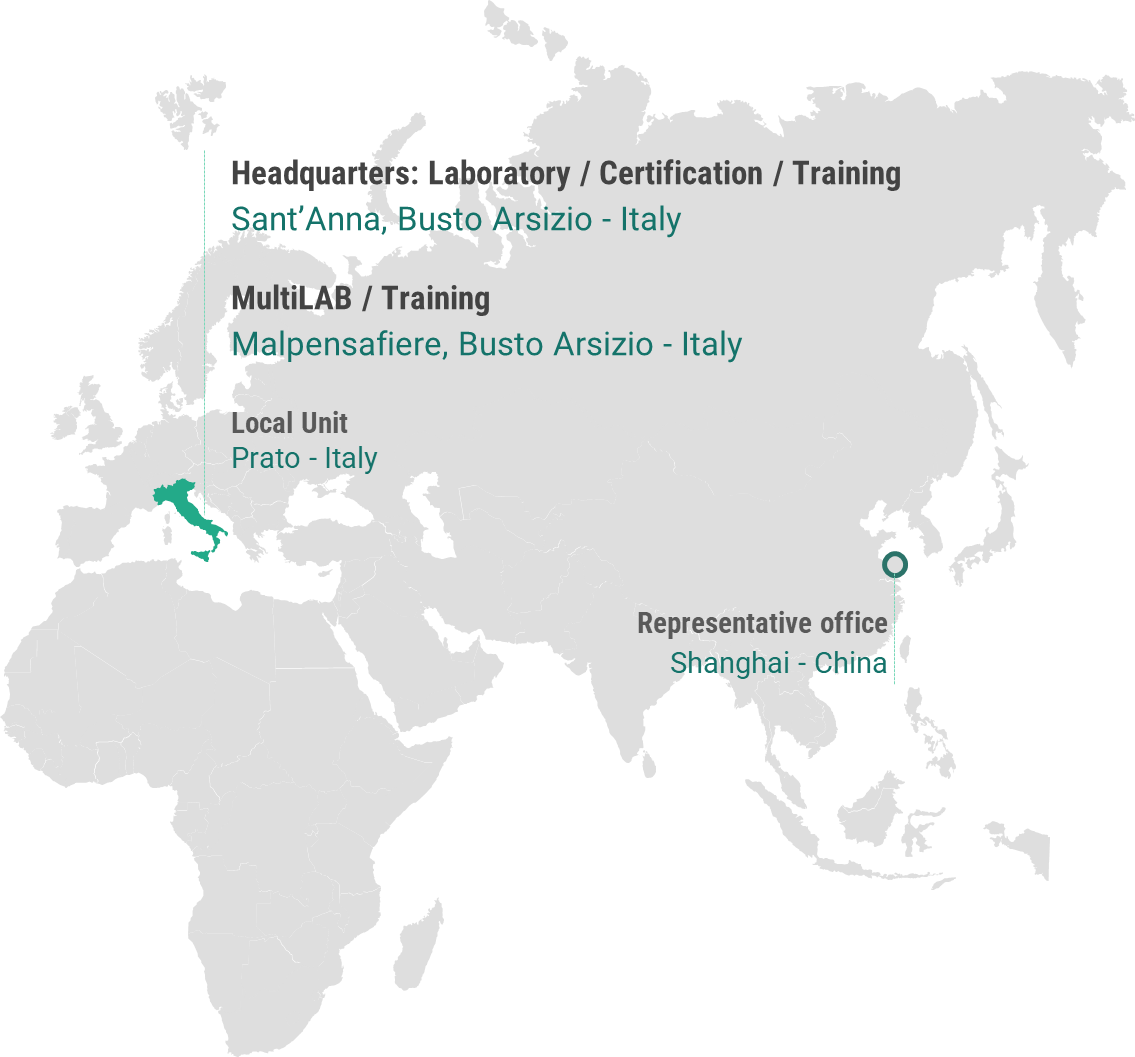 Headquarters: Laboratory / Certification / Training
Sant’Anna, Busto Arsizio - Italy
MultiLAB / Training
Malpensafiere, Busto Arsizio - Italy
Local Unit
Prato - Italy
Representative office
Shanghai - China